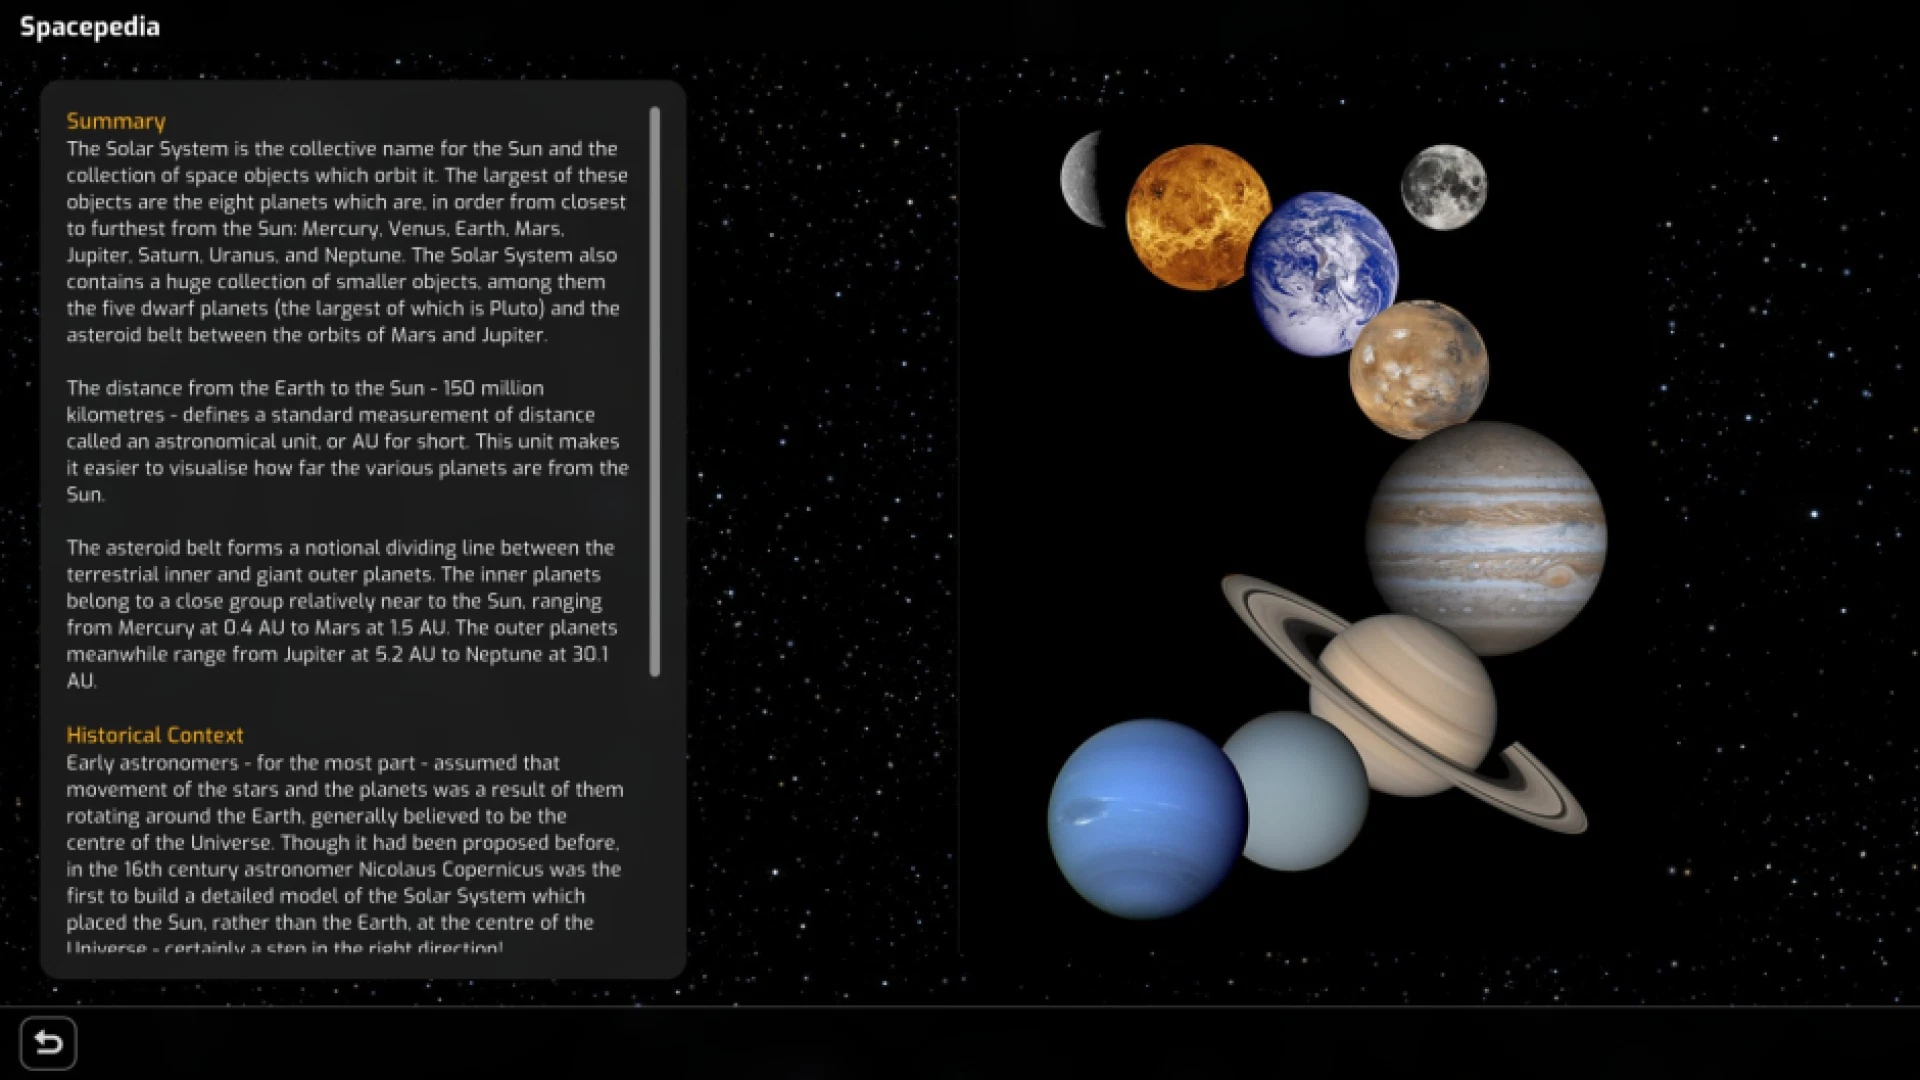 Spacepedia
Summary
The Solar System is the collective name for the Sun and the
collection of space objects which orbit it. The largest of these
objects are the eight planets which are, in order from closest
to furthest from the Sun: Mercury, Venus, Earth, Mars,
Jupiter, Saturn, Uranus, and Neptune. The Solar System also
contains a huge collection of smaller objects, among them
the five dwarf planets (the largest of which is Pluto) and the
asteroid belt between the orbits of Mars and Jupiter.
The distance from the Earth to the Sun - 150 million
kilometres - defines a standard measurement of distance
called an astronomical unit, or AU for short. This unit makes
it easier to visualise how far the various planets are from the
Sun.
The asteroid belt forms a notional dividing line between the
terrestrial inner and giant outer planets. The inner planets
belong to a close group relatively near to the Sun, ranging
from Mercury at 0.4 AU to Mars at 1.5 AU. The outer planets
meanwhile range from Jupiter at 5.2 AU to Neptune at 30.1
AU.
Historical Context
Early astronomers - for the most part - assumed that
movement of the stars and the planets was a result of them
rotating around the Earth, generally believed to be the
centre of the Universe. Though it had been proposed before,
in the 16th century astronomer Nicolaus Copernicus was the
first to build a detailed model of the Solar System which
placed the Sun, rather than the Earth, at the centre of the
Universe - certainly a step in the right direction!